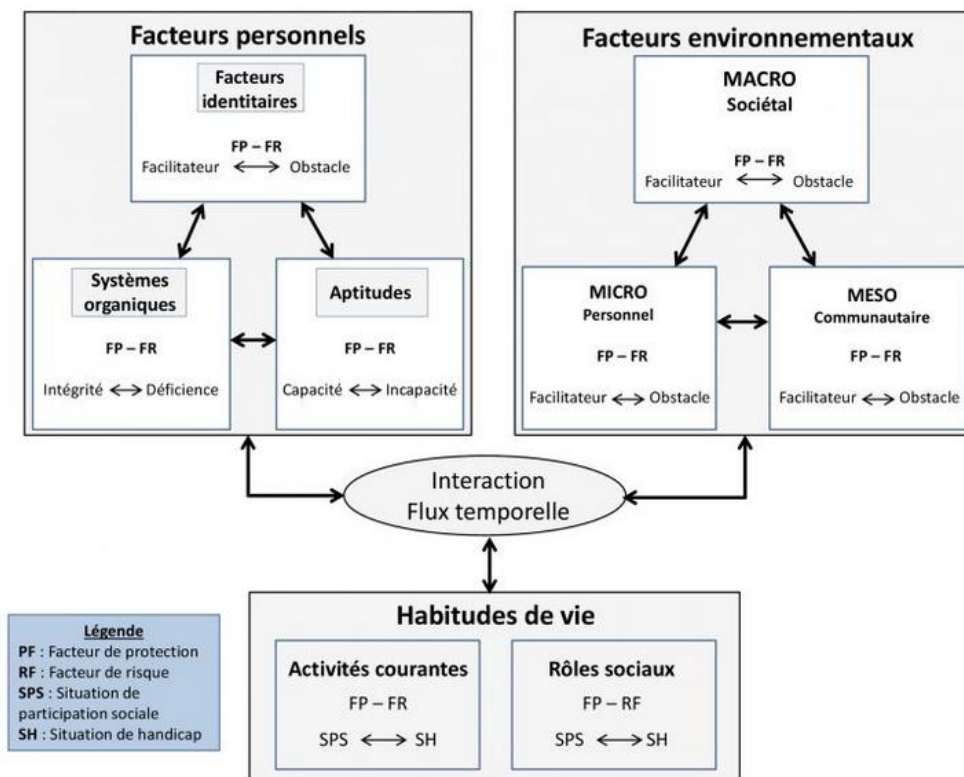 Facteurs personnels
Facteurs
identitaires
FP – FR
Facilitateur Obstacle
Systèmes
organiques
FP – FR
Intégrité Déficience
Aptitudes
FP – FR
Capacité Incapacité
Facteurs environnementaux
MACRO
Sociétal
FP – FR
Facilitateur Obstacle
MICRO
Personnel
FP – FR
Facilitateur Obstacle
MESO
Communautaire
FP – FR
Facilitateur Obstacle
Interaction
Flux temporelle
Habitudes de vie
Activités courantes
FP – FR
SPS SH
Rôles sociaux
FP – RF
SPS SH
Légende
PF : Facteur de protection
RF : Facteur de risque
SPS : Situation de
participation sociale
SH : Situation de handicap